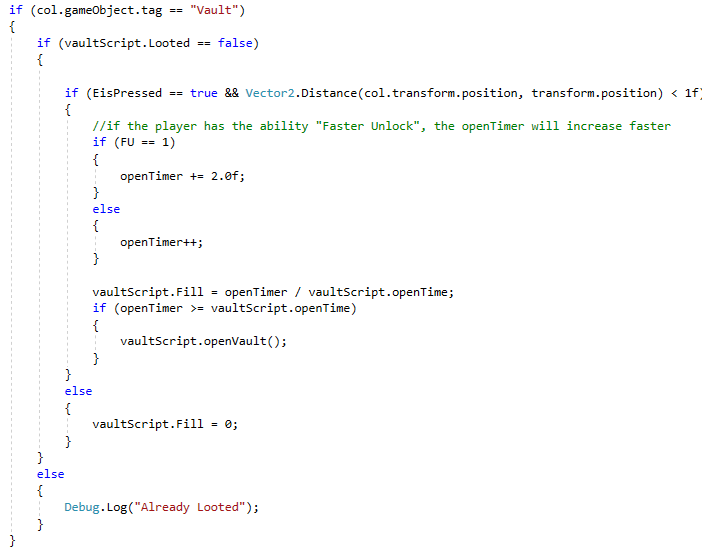 if (col.gameObject.tag == "Vault")
{
if (vaultScript.Looted == false)
{
if (EisPressed == true && Vector2.Distance(col.transform.position, transform.position) < 1f)
{
//if the player has the ability "Faster Unlock", the openTimer will increase faster
if (FU == 1)
{
openTimer += 2.0f;
}
else
{
openTimer++;
}
vaultScript.Fill = openTimer / vaultScript.openTime;
if (openTimer >= vaultScript.openTime)
{
vaultScript.openVault();
}
}
else
{
vaultScript.Fill = 0;
}
}
else
{
Debug.Log("Already Looted");
}
}